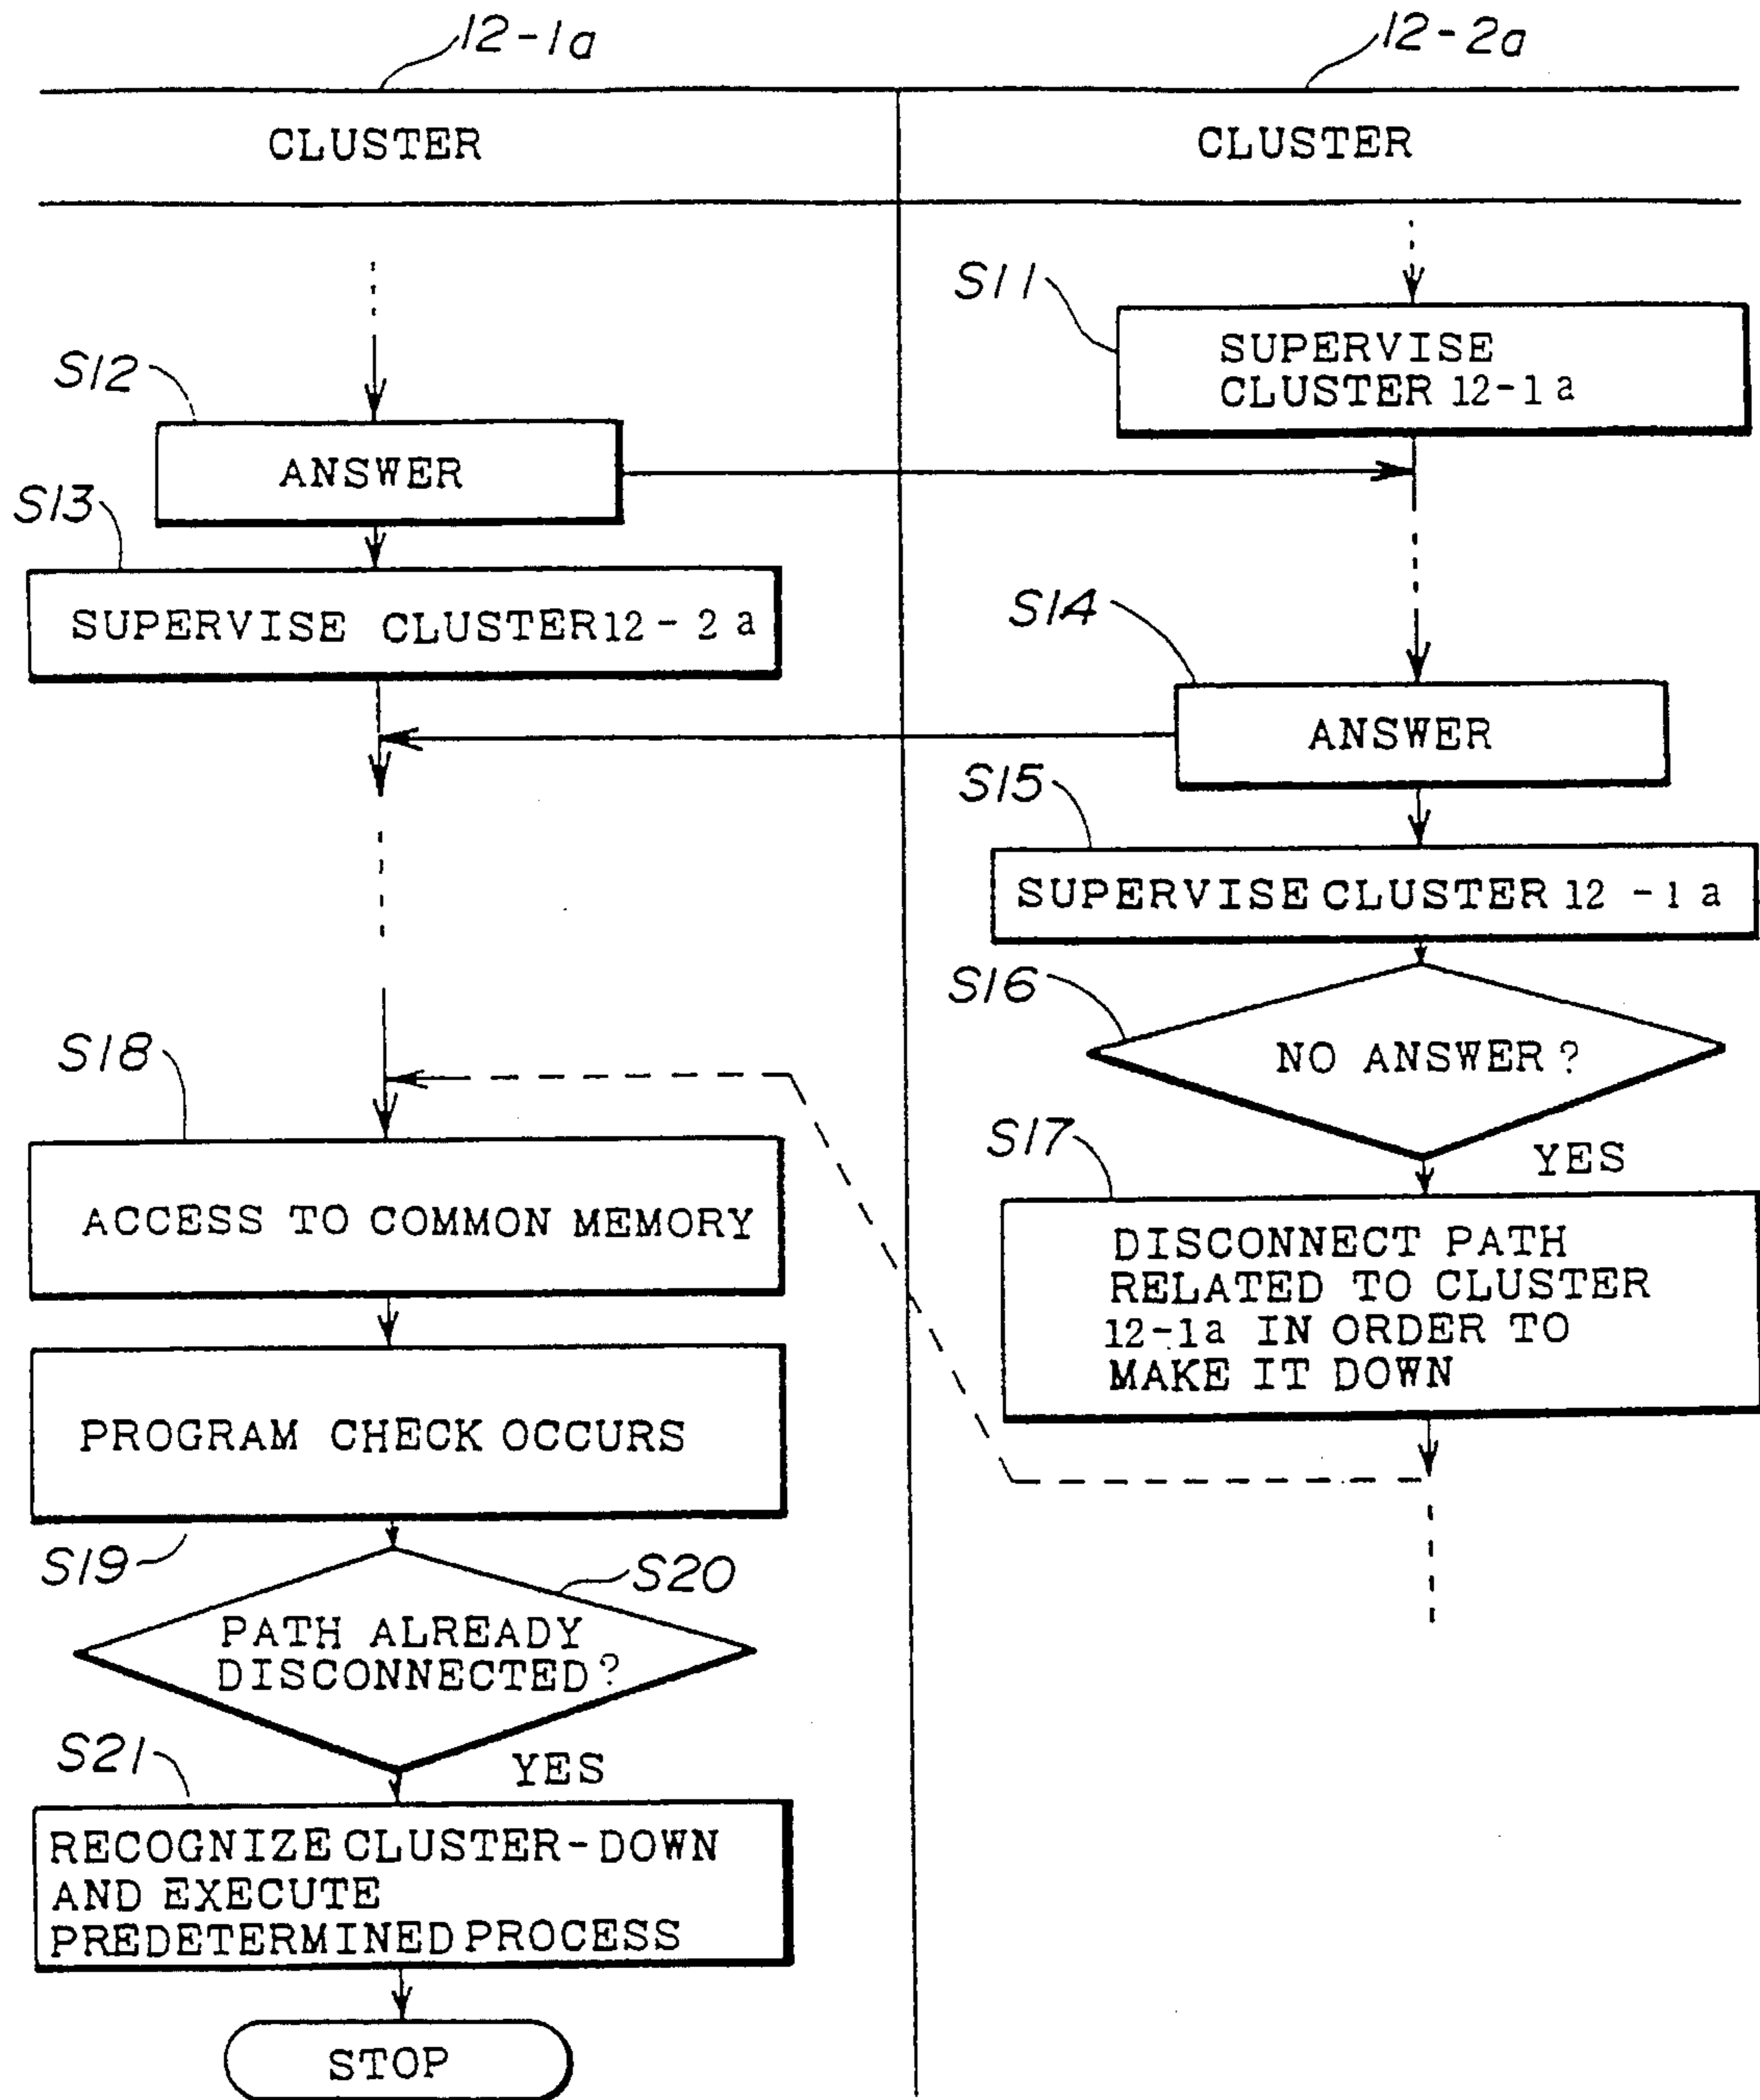 12-1a
12-2a
CLUSTER
CLUSTER
S11
SUPERVISE
CLUSTER 12-1a
S12
ANSWER
S13
SUPERVISE CLUSTER 12-2a
S14
ANSWER
S15
SUPERVISE CLUSTER 12-1a
S16
NO ANSWER?
YES
S17
DISCONNECT PATH
RELATED TO CLUSTER
12-1a IN ORDER TO
MAKE IT DOWN
S18
ACCESS TO COMMON MEMORY
PROGRAM CHECK OCCURS
S19
S20
PATH ALREADY
DISCONNECTED?
YES
S21
RECOGNIZE CLUSTER-DOWN
AND EXECUTE
PREDETERMINED PROCESS
STOP